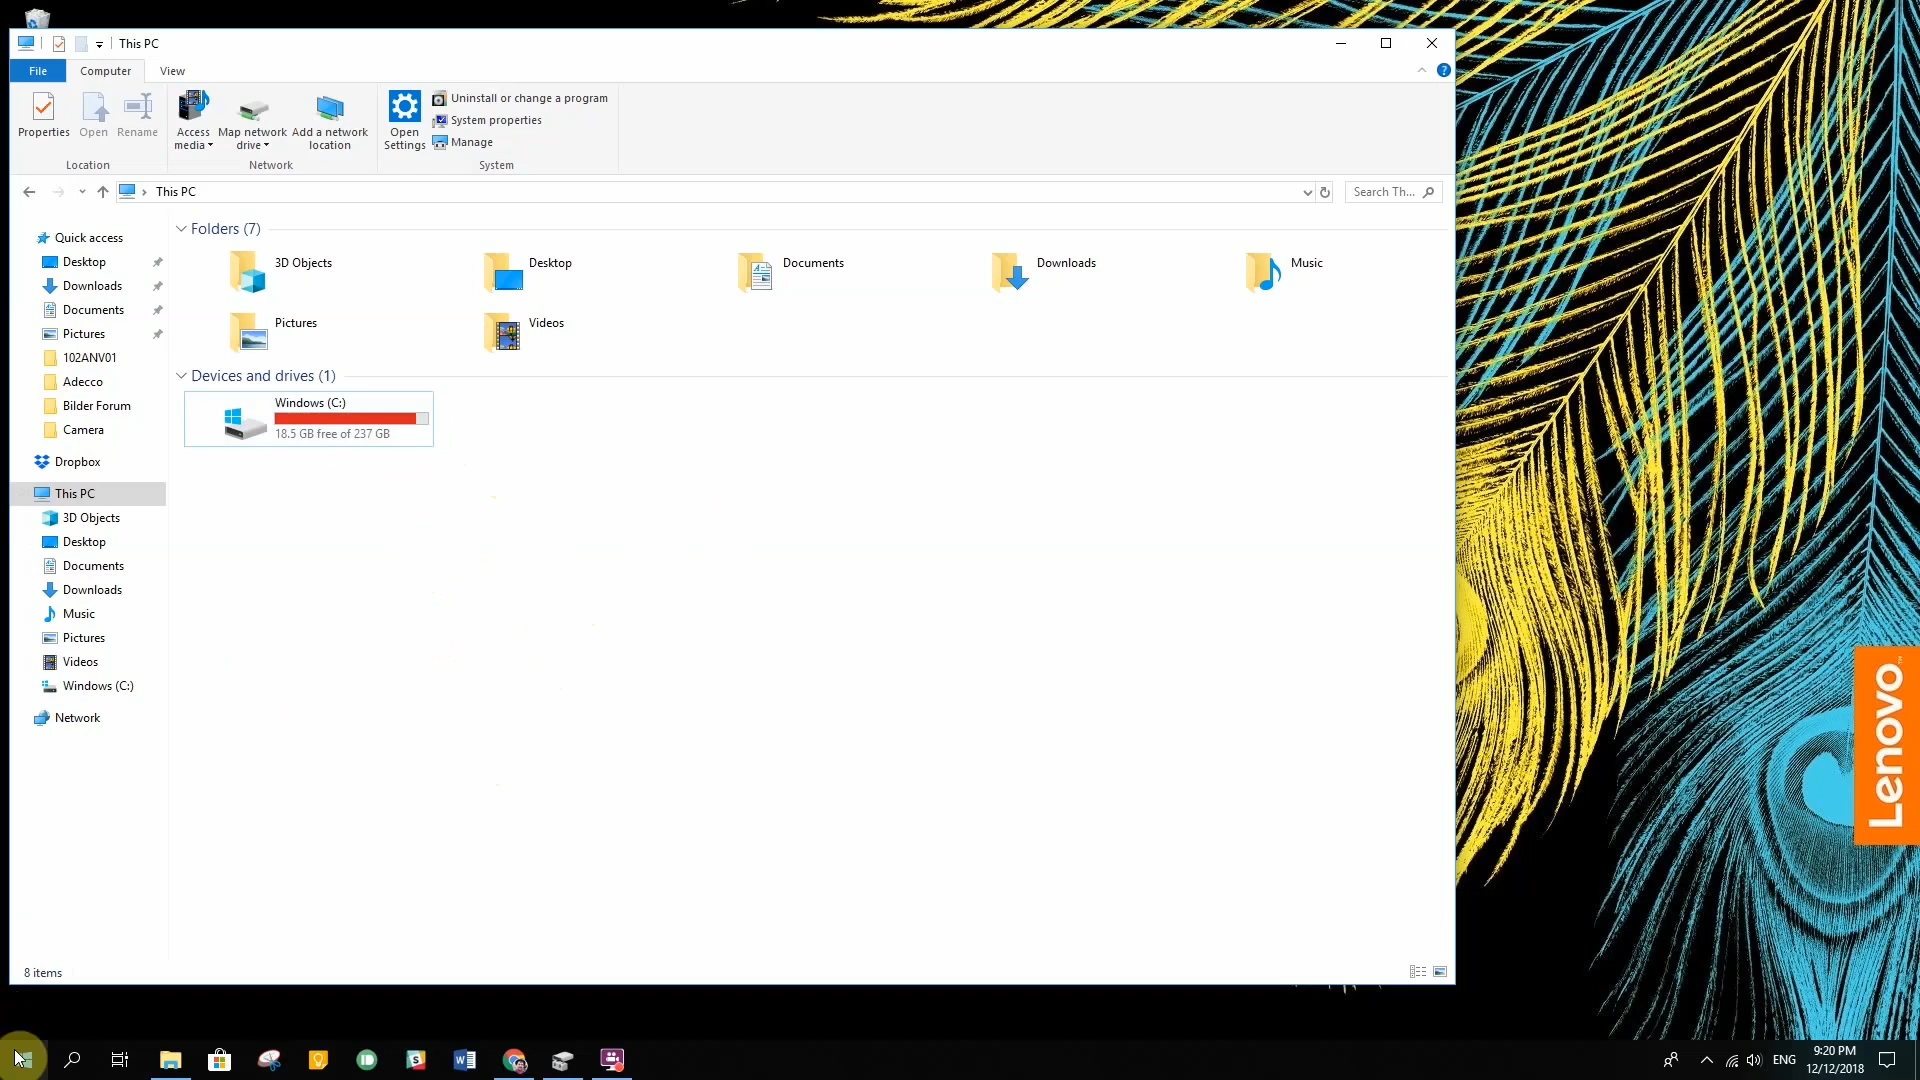 This PC
File
Computer
View
Properties
Open
Rename
Access media
Map network drive
Add a network location
Open Settings
Uninstall or change a program
System properties
Manage
Location
Network
System
This PC
Search Th...
Quick access
Desktop
Downloads
Documents
Pictures
102ANV01
Adecco
Bilder Forum
Camera
Dropbox
This PC
3D Objects
Desktop
Documents
Downloads
Music
Pictures
Videos
Windows (C:)
Network
Folders (7)
3D Objects
Desktop
Documents
Downloads
Music
Pictures
Videos
Devices and drives (1)
Windows (C:)
18.5 GB free of 237 GB
8 items
Lenovo
ENG
9:20 PM
12/12/2018